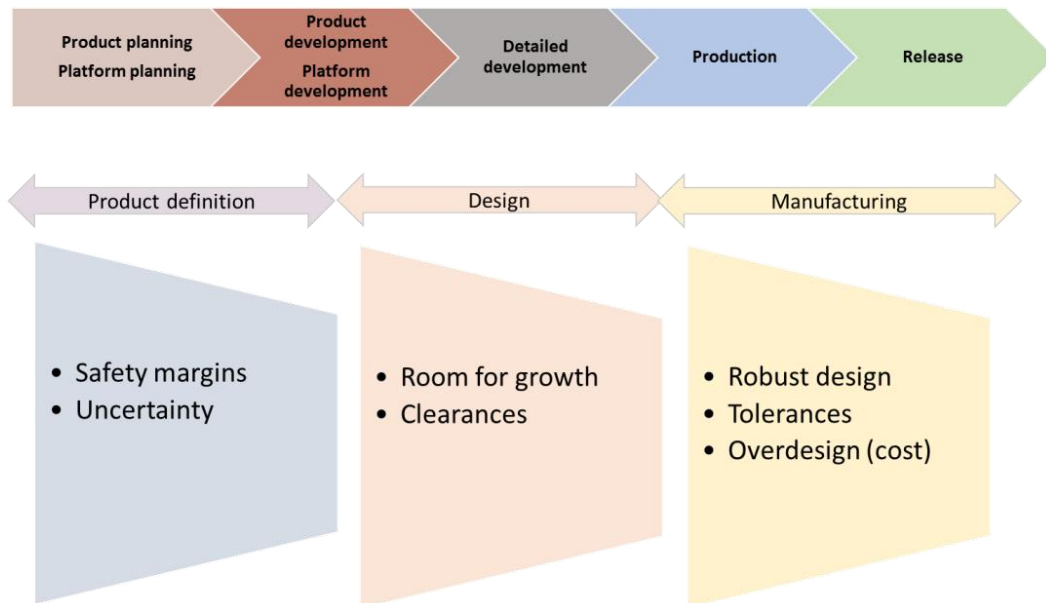 Product planning
Platform planning
Product
development
Platform
development
Detailed
development
Production
Release
Product definition
Design
Manufacturing
• Safety margins
• Uncertainty
• Room for growth
• Clearances
• Robust design
• Tolerances
• Overdesign (cost)